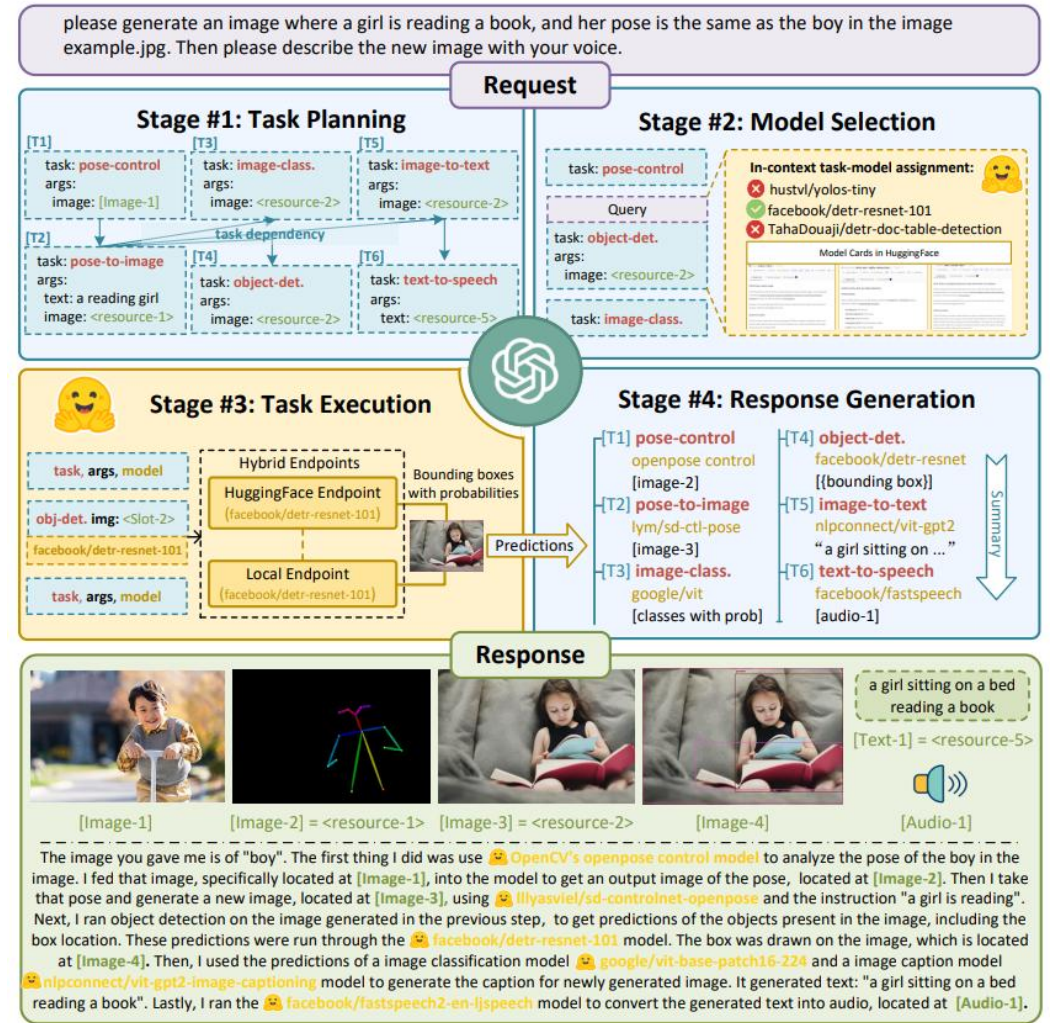 please generate an image where a girl is reading a book, and her pose is the same as the boy in the image
example.jpg. Then please describe the new image with your voice.
Request
Stage #1: Task Planning
[T1]
task: pose-control
args:
image: [Image-1]
[T3]
task: image-class.
args:
image: <resource-2>
[T5]
task: image-to-text
args:
image: <resource-2>
task dependency
[T2]
task: pose-to-image
args:
text: a reading girl
image: <resource-1>
[T4]
task: object-det.
args:
image: <resource-2>
[T6]
task: text-to-speech
args:
text: <resource-5>
Stage #2: Model Selection
task: pose-control
Query
task: object-det.
args:
image: <resource-2>
task: image-class.
In-context task-model assignment:
hustvl/yolos-tiny
facebook/detr-resnet-101
TahaDouaji/detr-doc-table-detection
Model Cards in HuggingFace
Stage #3: Task Execution
task, args, model
obj-det. img: <Slot-2>
facebook/detr-resnet-101
task, args, model
Hybrid Endpoints
HuggingFace Endpoint
(facebook/detr-resnet-101)
Local Endpoint
(facebook/detr-resnet-101)
Bounding boxes
with probabilities
Predictions
Stage #4: Response Generation
[T1] pose-control
openpose control
[image-2]
[T2] pose-to-image
lym/sd-ctl-pose
[image-3]
[T3] image-class.
google/vit
[classes with prob]
[T4] object-det.
facebook/detr-resnet
[{bounding box}]
[T5] image-to-text
nlpconnect/vit-gpt2
“a girl sitting on ...”
[T6] text-to-speech
facebook/fastspeech
[audio-1]
Summary
Response
a girl sitting on a bed
reading a book
[Text-1] = <resource-5>
[Image-1]
[Image-2] = <resource-1>
[Image-3] = <resource-2>
[Image-4]
[Audio-1]
The image you gave me is of "boy". The first thing I did was use OpenCV's openpose control model to analyze the pose of the boy in the
image. I fed that image, specifically located at [Image-1], into the model to get an output image of the pose, located at [Image-2]. Then I take
that pose and generate a new image, located at [Image-3], using lllyasviel/sd-controlnet-openpose and the instruction "a girl is reading".
Next, I ran object detection on the image generated in the previous step, to get predictions of the objects present in the image, including the
box location. These predictions were run through the facebook/detr-resnet-101 model. The box was drawn on the image, which is located
at [Image-4]. Then, I used the predictions of a image classification model google/vit-base-patch16-224 and a image caption model
nlpconnect/vit-gpt2-image-captioning model to generate the caption for newly generated image. It generated text: "a girl sitting on a bed
reading a book". Lastly, I ran the facebook/fastspeech2-en-ljspeech model to convert the generated text into audio, located at [Audio-1].